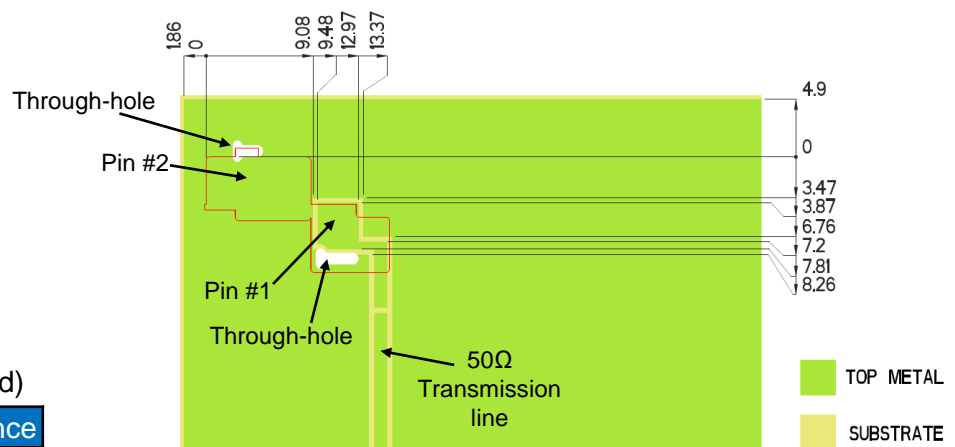 1.86
0
9.08
9.48
12.97
13.37
Through-hole
4.9
Pin #2
0
3.47
3.87
6.76
7.2
7.81
8.26
Pin #1
Through-hole
50Ω
Transmission
line
d)
nce
TOP METAL
SUBSTRATE